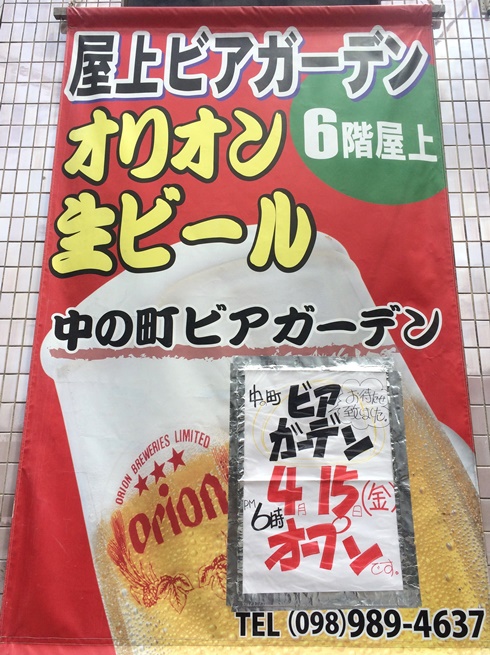 屋上ビアガーデン
6階屋上
オリオン
生ビール
中の町ビアガーデン
ORION BREWERIES LIMITED
orion
中の町
ビア
ガーデン
お待たせ
致しました。
4月15日(金)
PM
6時
オープン
です。
TEL (098)989-4637